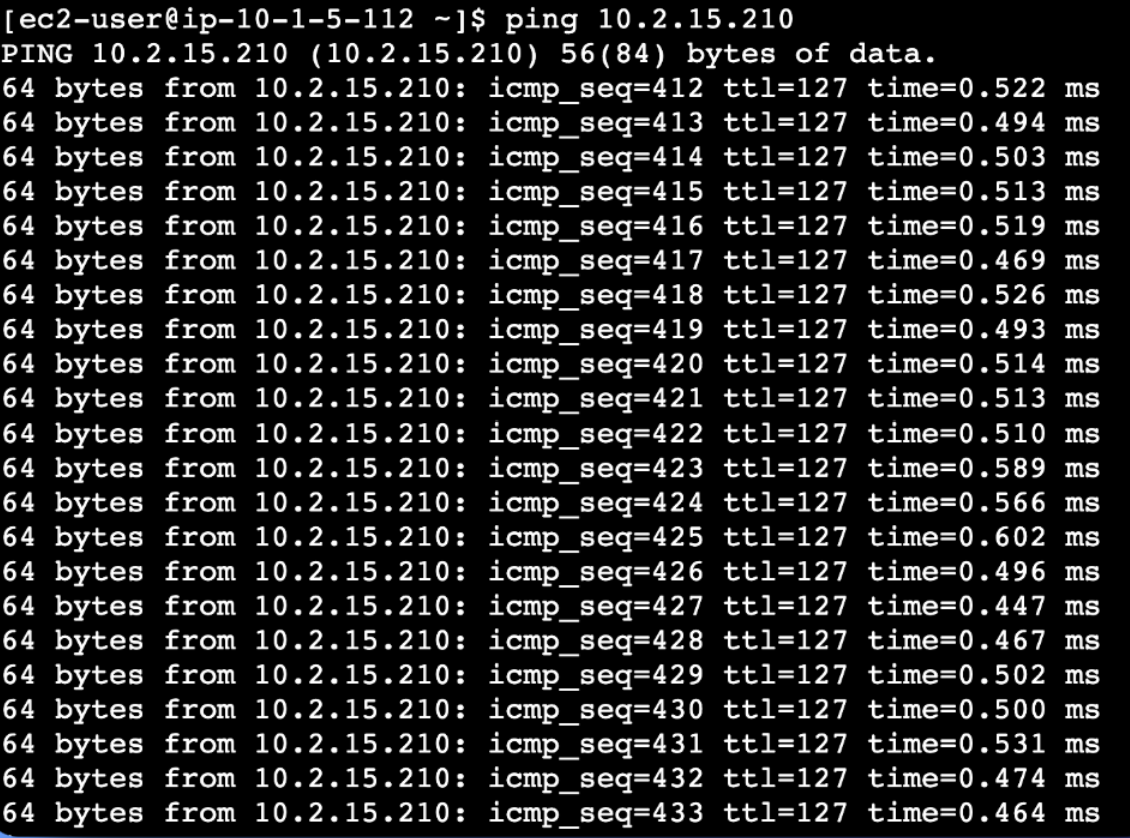 [ec2-user@ip-10-1-5-112 ~]$ ping 10.2.15.210
PING 10.2.15.210 (10.2.15.210) 56(84) bytes of data.
64 bytes from 10.2.15.210: icmp_seq=412 ttl=127 time=0.522 ms
64 bytes from 10.2.15.210: icmp_seq=413 ttl=127 time=0.494 ms
64 bytes from 10.2.15.210: icmp_seq=414 ttl=127 time=0.503 ms
64 bytes from 10.2.15.210: icmp_seq=415 ttl=127 time=0.513 ms
64 bytes from 10.2.15.210: icmp_seq=416 ttl=127 time=0.519 ms
64 bytes from 10.2.15.210: icmp_seq=417 ttl=127 time=0.469 ms
64 bytes from 10.2.15.210: icmp_seq=418 ttl=127 time=0.526 ms
64 bytes from 10.2.15.210: icmp_seq=419 ttl=127 time=0.493 ms
64 bytes from 10.2.15.210: icmp_seq=420 ttl=127 time=0.514 ms
64 bytes from 10.2.15.210: icmp_seq=421 ttl=127 time=0.513 ms
64 bytes from 10.2.15.210: icmp_seq=422 ttl=127 time=0.510 ms
64 bytes from 10.2.15.210: icmp_seq=423 ttl=127 time=0.589 ms
64 bytes from 10.2.15.210: icmp_seq=424 ttl=127 time=0.566 ms
64 bytes from 10.2.15.210: icmp_seq=425 ttl=127 time=0.602 ms
64 bytes from 10.2.15.210: icmp_seq=426 ttl=127 time=0.496 ms
64 bytes from 10.2.15.210: icmp_seq=427 ttl=127 time=0.447 ms
64 bytes from 10.2.15.210: icmp_seq=428 ttl=127 time=0.467 ms
64 bytes from 10.2.15.210: icmp_seq=429 ttl=127 time=0.502 ms
64 bytes from 10.2.15.210: icmp_seq=430 ttl=127 time=0.500 ms
64 bytes from 10.2.15.210: icmp_seq=431 ttl=127 time=0.531 ms
64 bytes from 10.2.15.210: icmp_seq=432 ttl=127 time=0.474 ms
64 bytes from 10.2.15.210: icmp_seq=433 ttl=127 time=0.464 ms